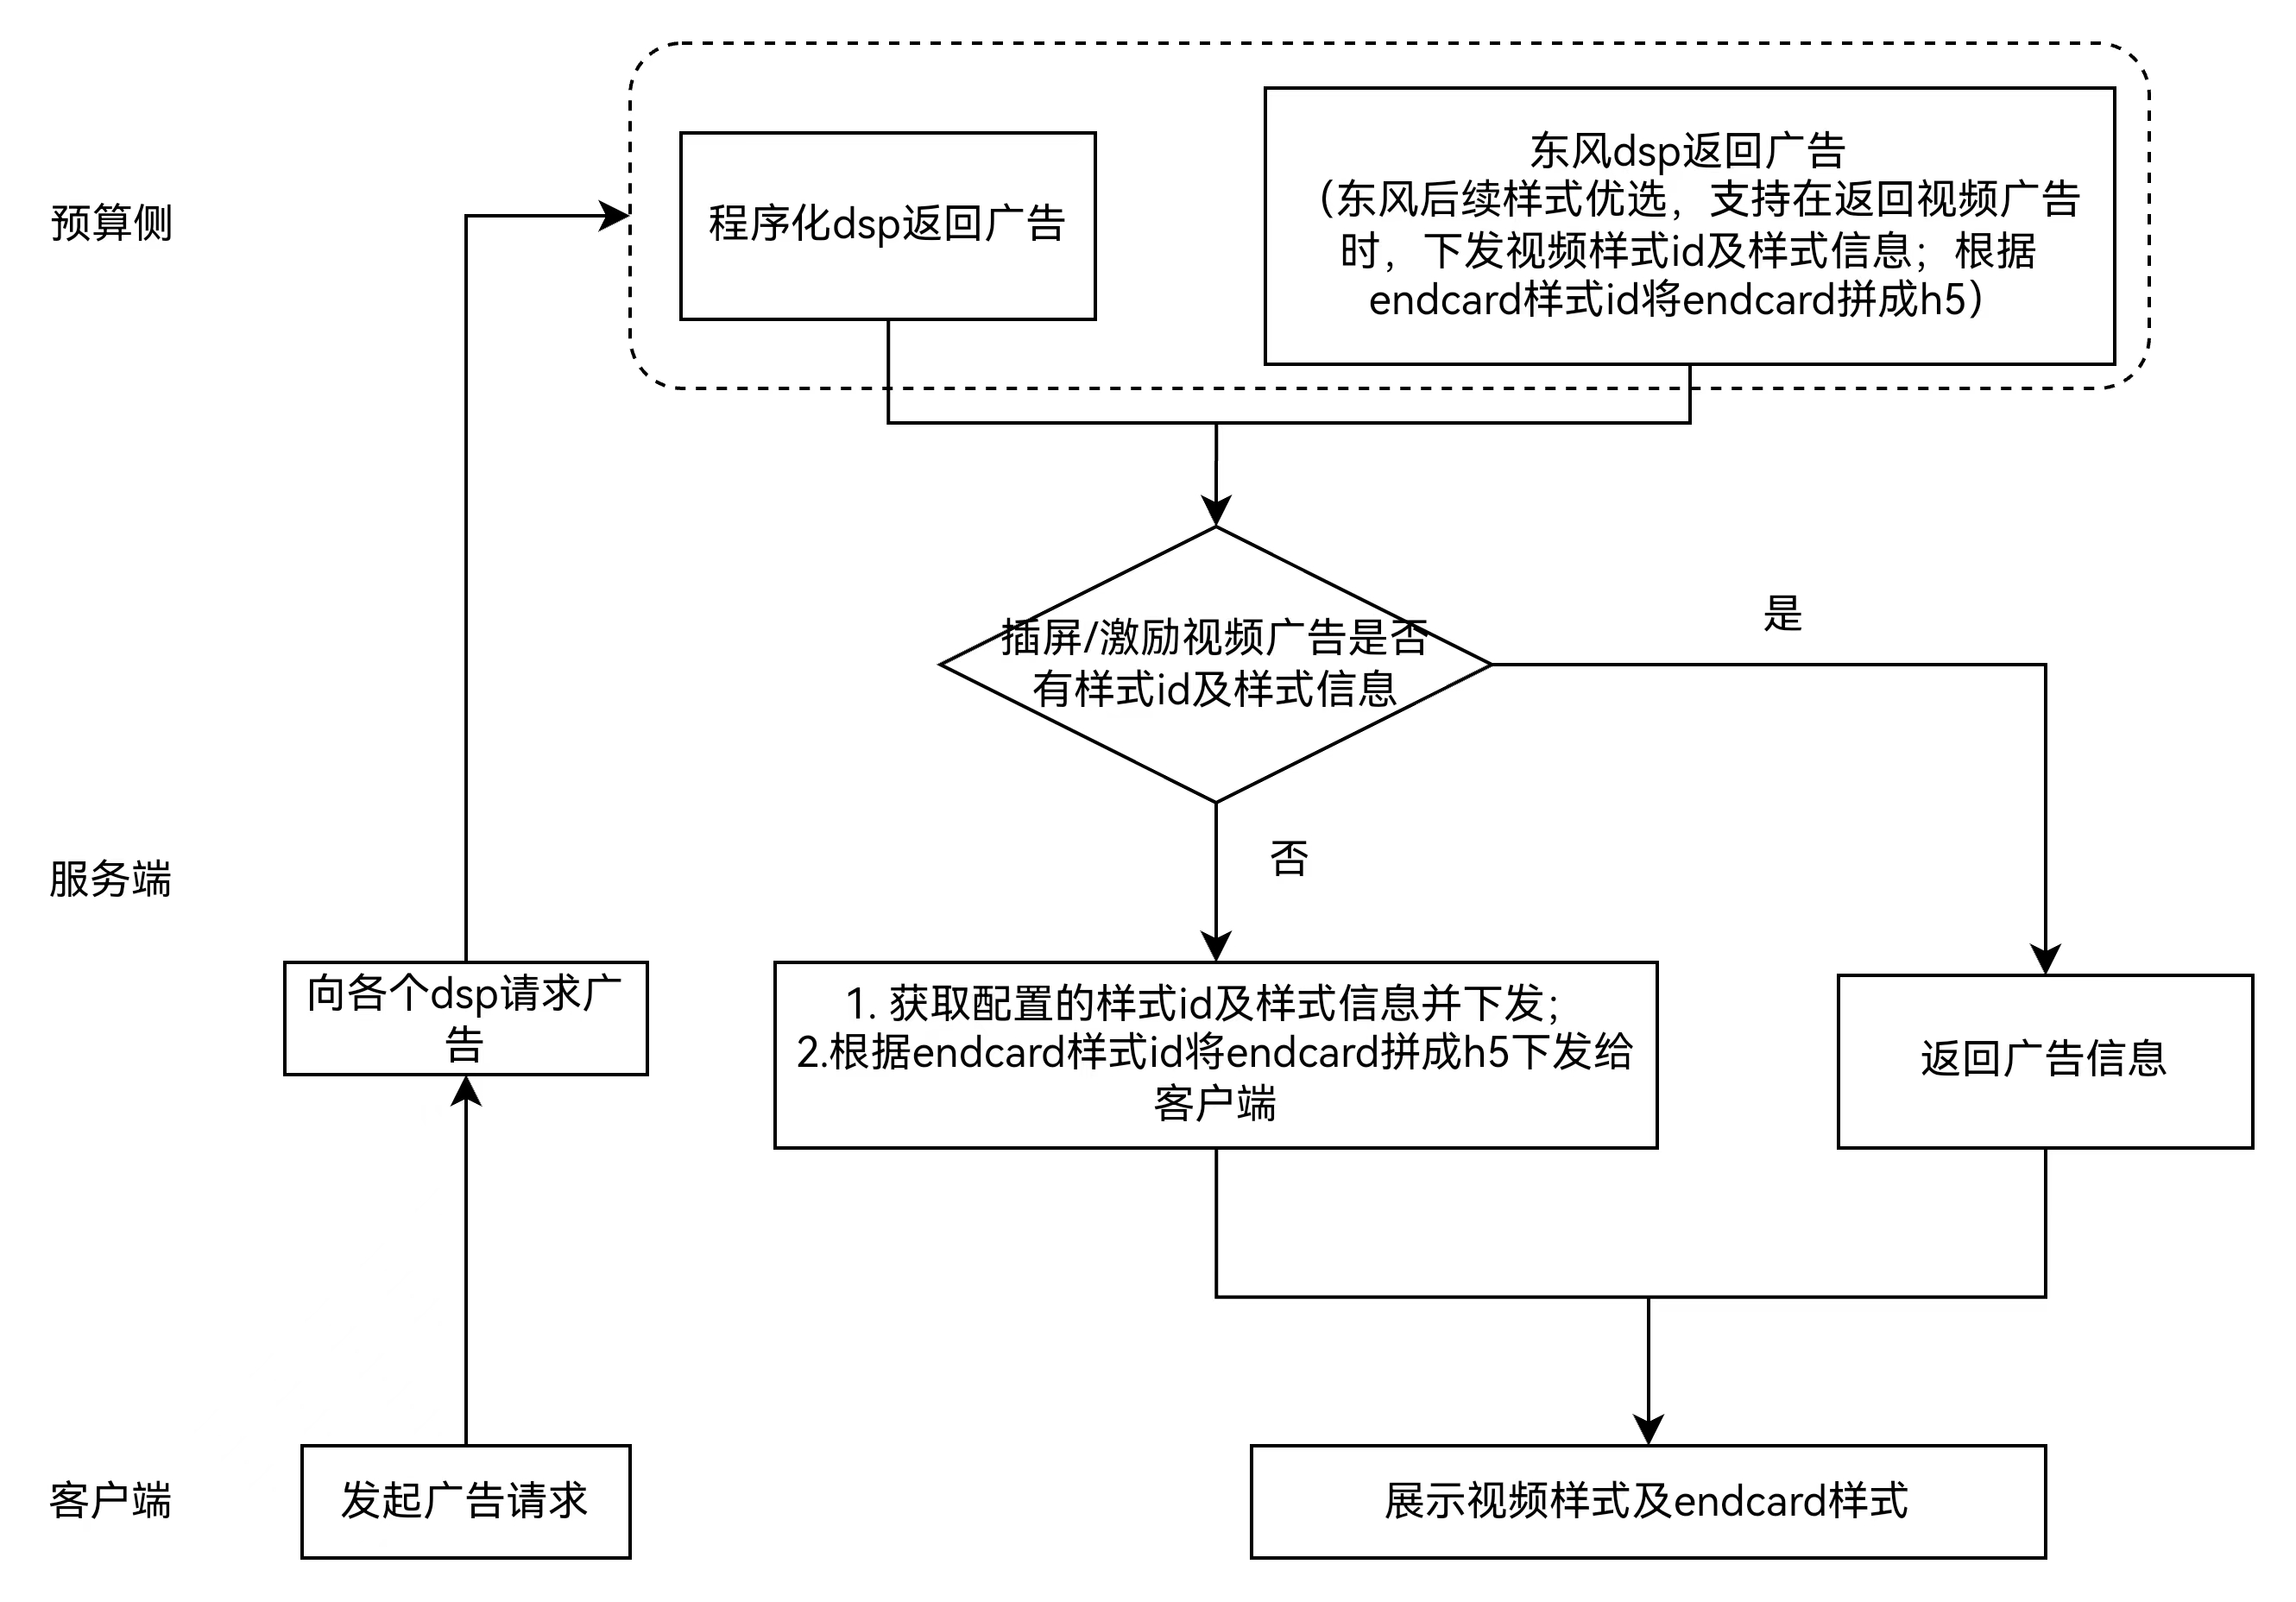 预算侧
程序化dsp返回广告
东风dsp返回广告
（东风后续样式优选，支持在返回视频广告
时，下发视频样式id及样式信息；根据
endcard样式id将endcard拼成h5）
插屏/激励视频广告是否
有样式id及样式信息
是
否
服务端
向各个dsp请求广
告
1. 获取配置的样式id及样式信息并下发；
2.根据endcard样式id将endcard拼成h5下发给
客户端
返回广告信息
客户端
发起广告请求
展示视频样式及endcard样式